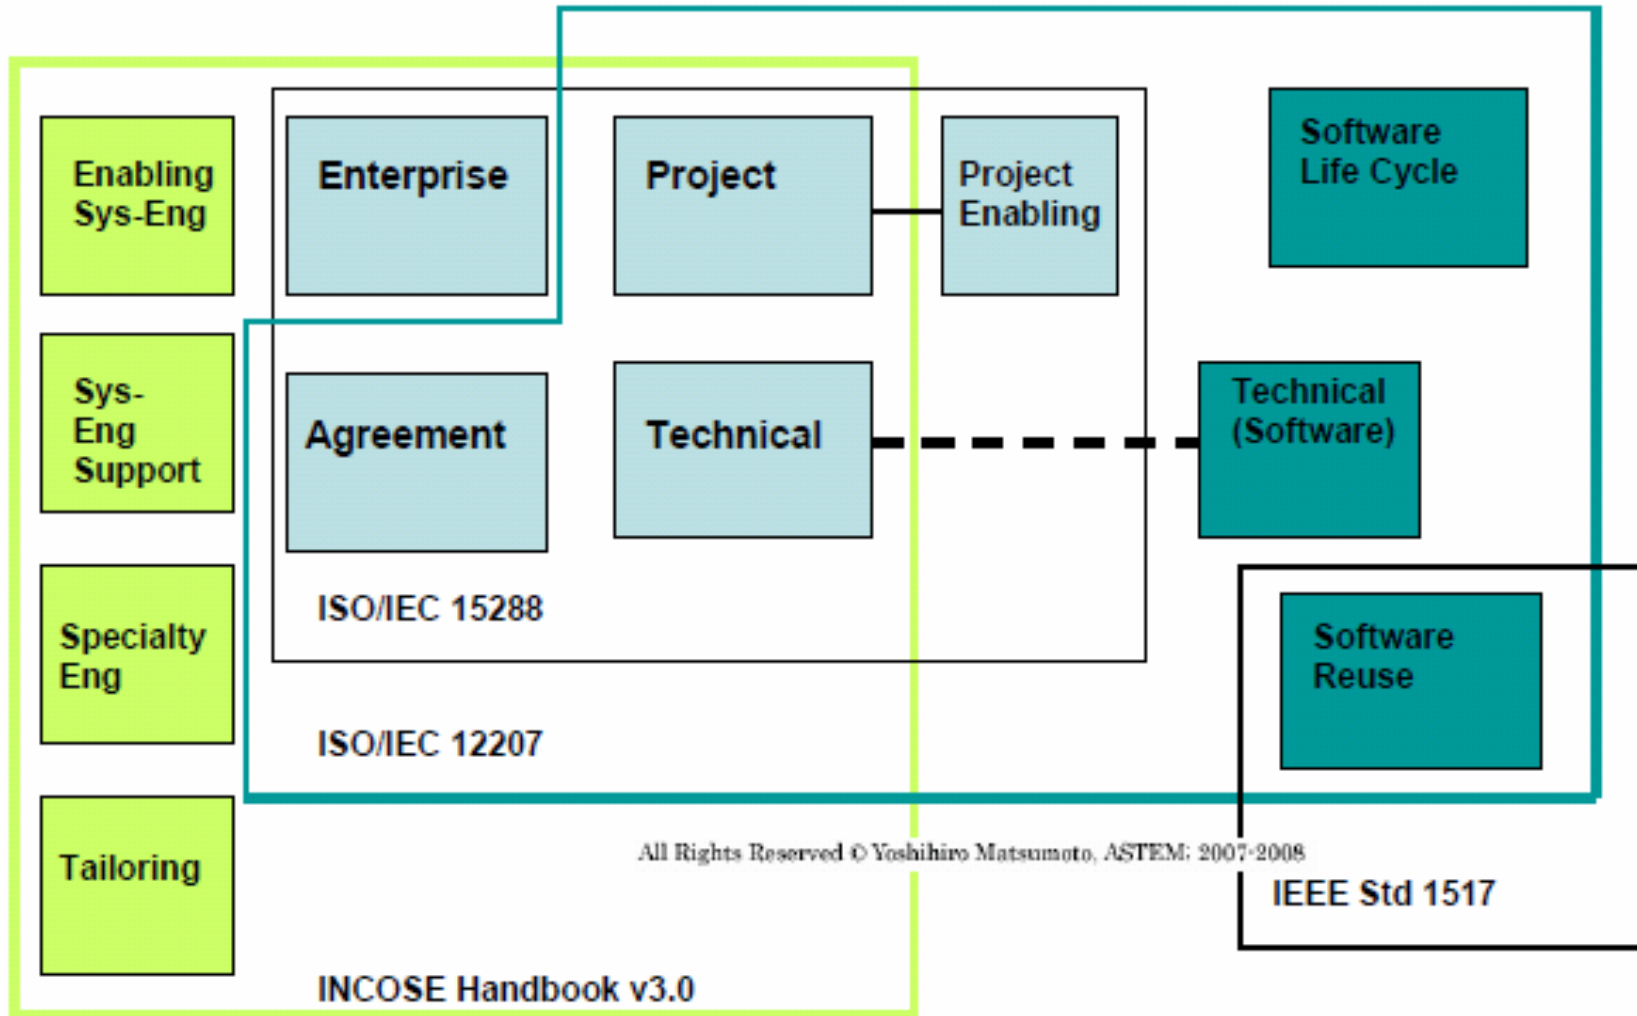 Enabling
Sys-Eng
Enterprise
Project
Project
Enabling
Software
Life Cycle
Sys-
Eng
Support
Agreement
Technical
Technical
(Software)
ISO/IEC 15288
Specialty
Eng
Software
Reuse
ISO/IEC 12207
Tailoring
All Rights Reserved © Yoshihiro Matsumoto, ASTEM; 2007-2008
IEEE Std 1517
INCOSE Handbook v3.0